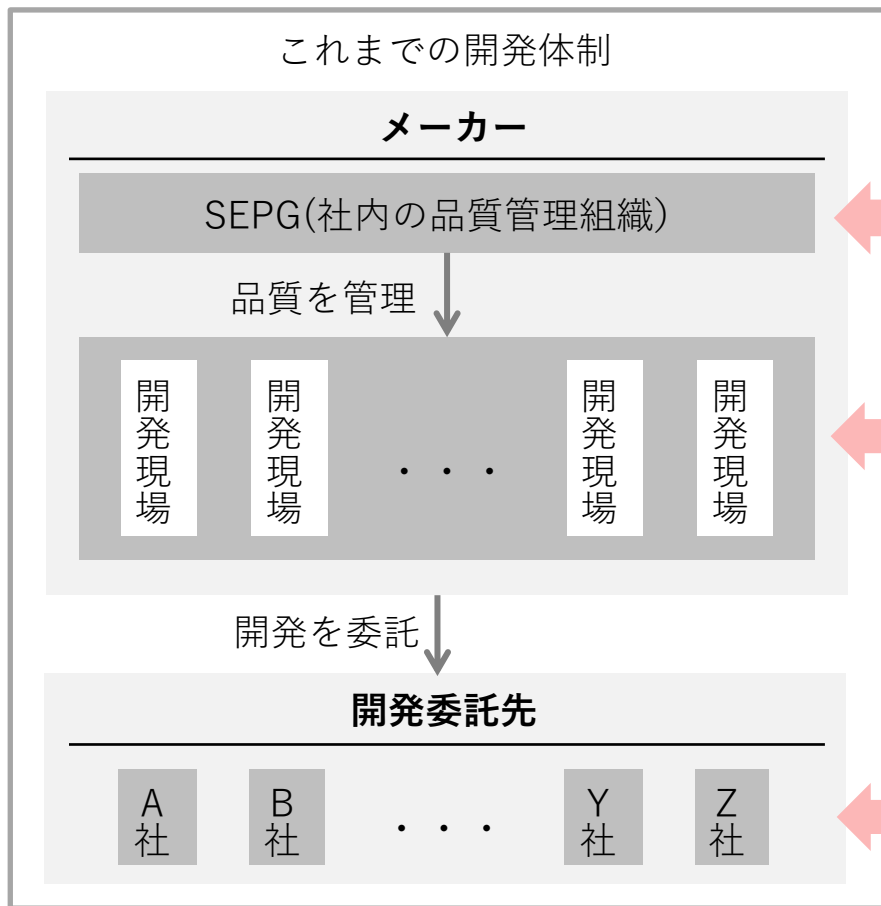 これまでの開発体制
メーカー
SEPG(社内の品質管理組織)
品質を管理
開発現場
開発現場
・・・
開発現場
開発現場
開発を委託
開発委託先
A社
B社
・・・
Y社
Z社